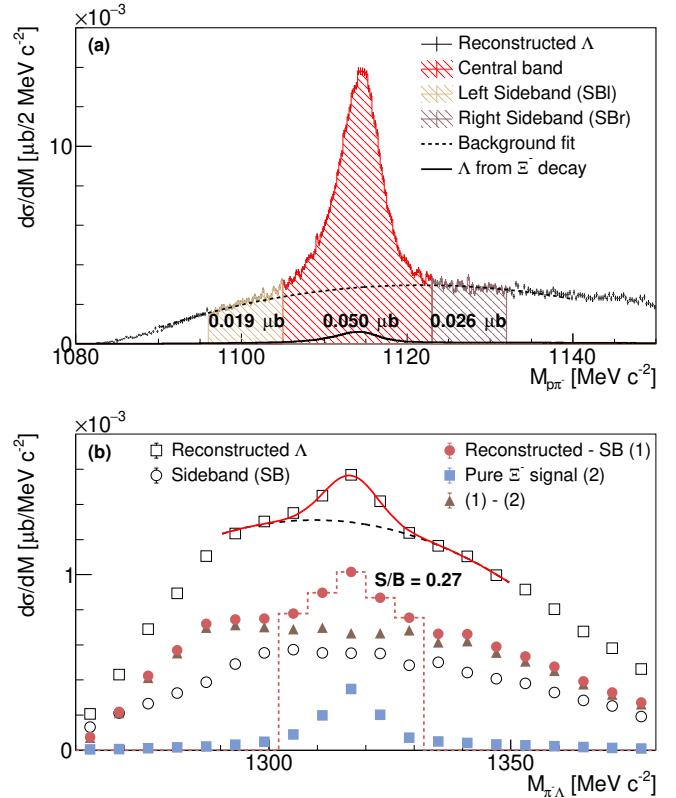 ×10⁻³
(a)
Reconstructed Λ
Central band
Left Sideband (SBl)
Right Sideband (SBr)
Background fit
Λ from Ξ⁻ decay
dσ/dM [μb/2 MeV c⁻²]
10
5
0
0.019 μb
0.050 μb
0.026 μb
1080
1100
1120
1140
M_pπ⁻ [MeV c⁻²]
×10⁻³
(b)
Reconstructed Λ
Sideband (SB)
Reconstructed - SB (1)
Pure Ξ⁻ signal (2)
(1) - (2)
S/B = 0.27
dσ/dM [μb/MeV c⁻²]
1
0
1300
1350
M_π⁻Λ [MeV c⁻²]